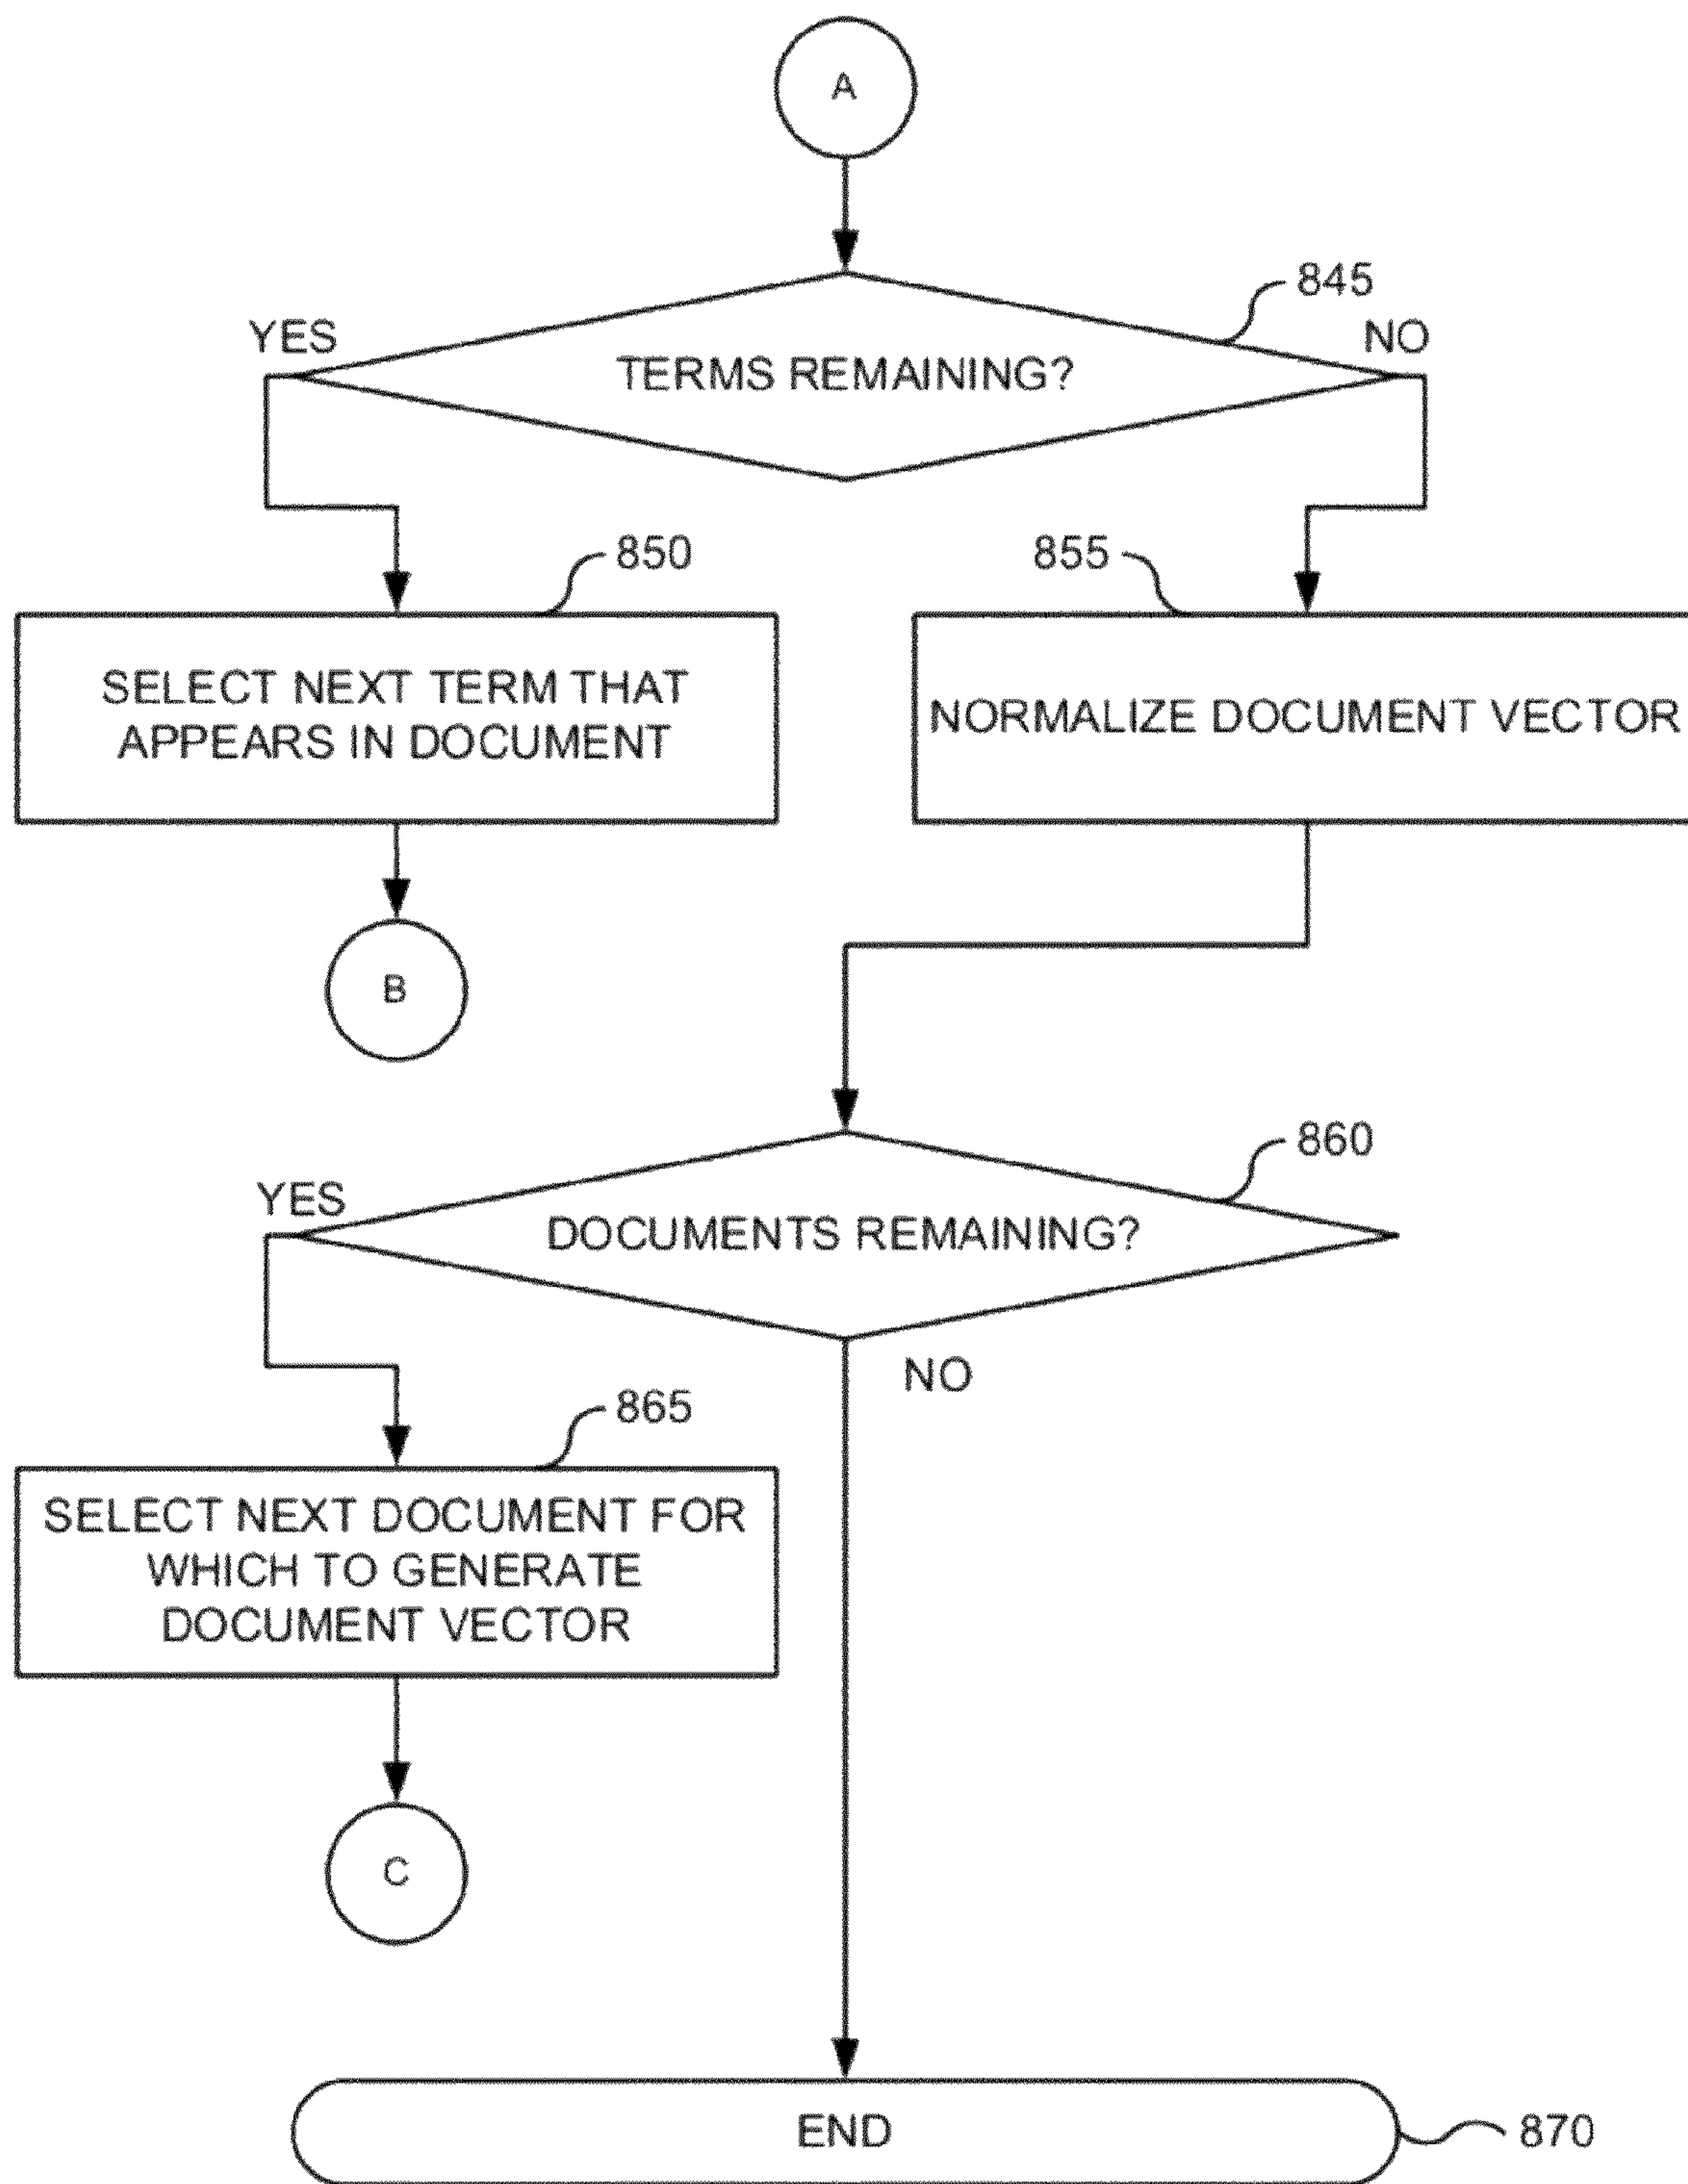 A
845
YES
NO
TERMS REMAINING?
850
855
SELECT NEXT TERM THAT
APPEARS IN DOCUMENT
NORMALIZE DOCUMENT VECTOR
B
860
YES
DOCUMENTS REMAINING?
NO
865
SELECT NEXT DOCUMENT FOR
WHICH TO GENERATE
DOCUMENT VECTOR
C
END
870